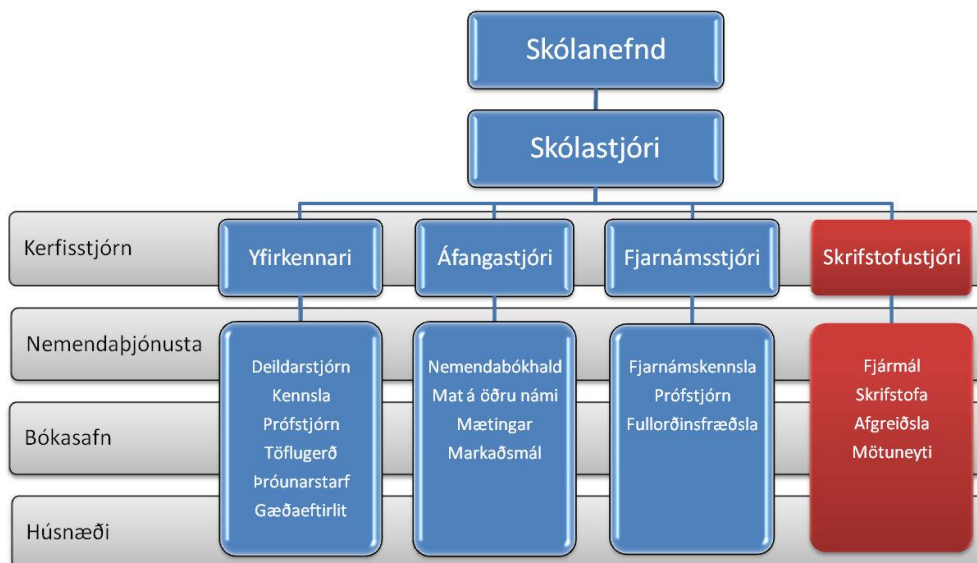 Skólanefnd
Skólastjóri
Kerfisstjórn
Yfirkennari
Áfangastjóri
Fjarnámsstjóri
Skrifstofustjóri
Nemendaþjónusta
Bókasafn
Húsnæði
Deildarstjórn
Kennsla
Prófstjórn
Töflugerð
Þróunarstarf
Gæðaeftirlit
Nemendabókhald
Mat á öðru námi
Mætingar
Markaðsmál
Fjarnámskennsla
Prófstjórn
Fullorðinsfræðsla
Fjármál
Skrifstofa
Afgreiðsla
Mötuneyti